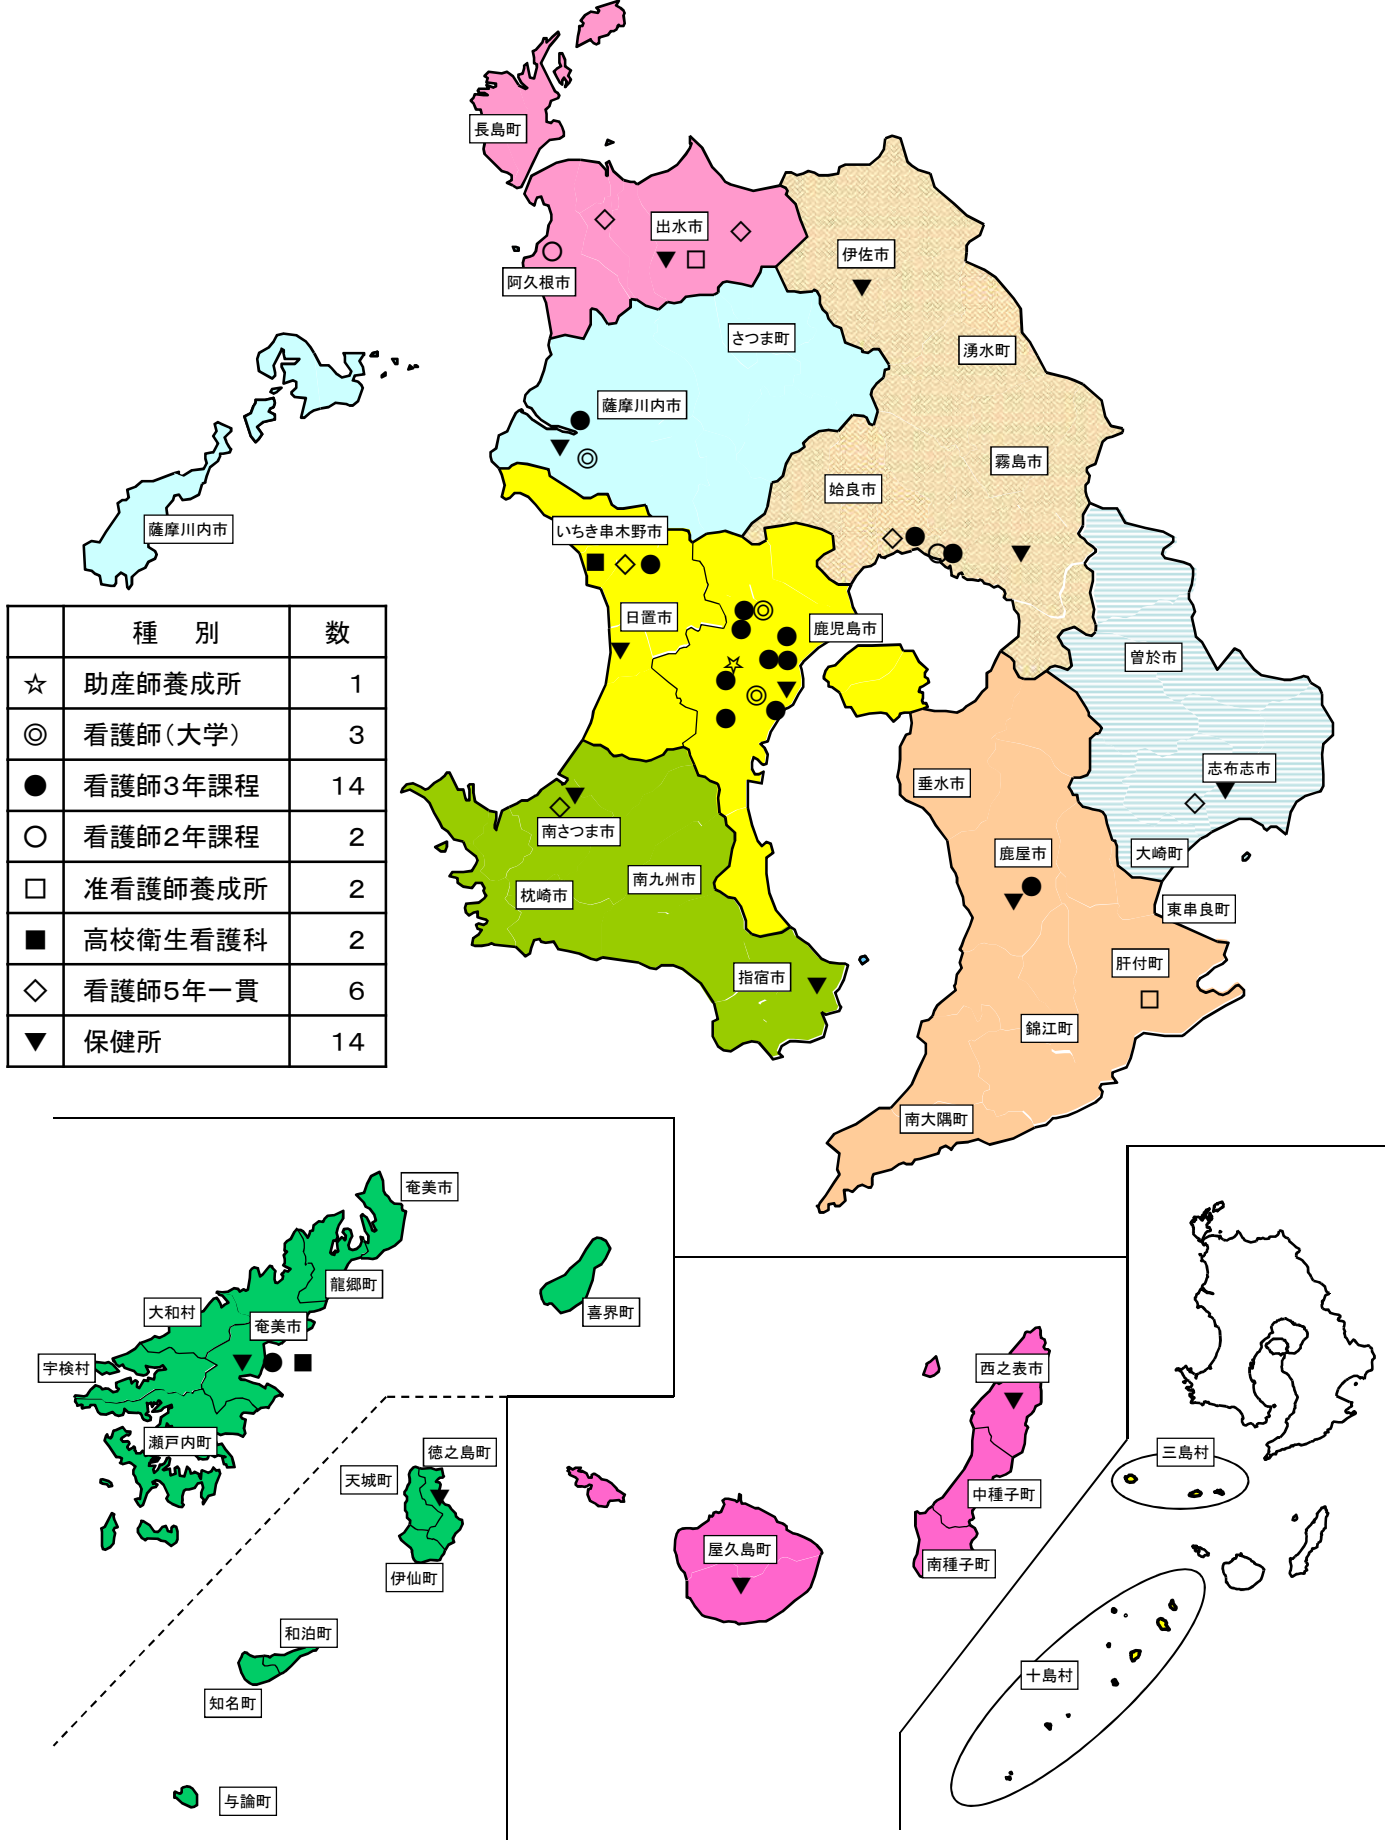 長島町
出水市
阿久根市
伊佐市
さつま町
湧水町
薩摩川内市
霧島市
姶良市
薩摩川内市
いちき串木野市
日置市
鹿児島市
曽於市
種 別 数
☆ 助産師養成所 1
◎ 看護師(大学) 3
● 看護師3年課程 14
○ 看護師2年課程 2
□ 准看護師養成所 2
■ 高校衛生看護科 2
◇ 看護師5年一貫 6
▼ 保健所 14
垂水市
志布志市
南さつま市
大崎町
鹿屋市
南九州市
枕崎市
東串良町
肝付町
指宿市
錦江町
南大隅町
奄美市
龍郷町
大和村
奄美市
喜界町
宇検村
西之表市
瀬戸内町
徳之島町
天城町
三島村
中種子町
屋久島町
南種子町
伊仙町
和泊町
十島村
知名町
与論町